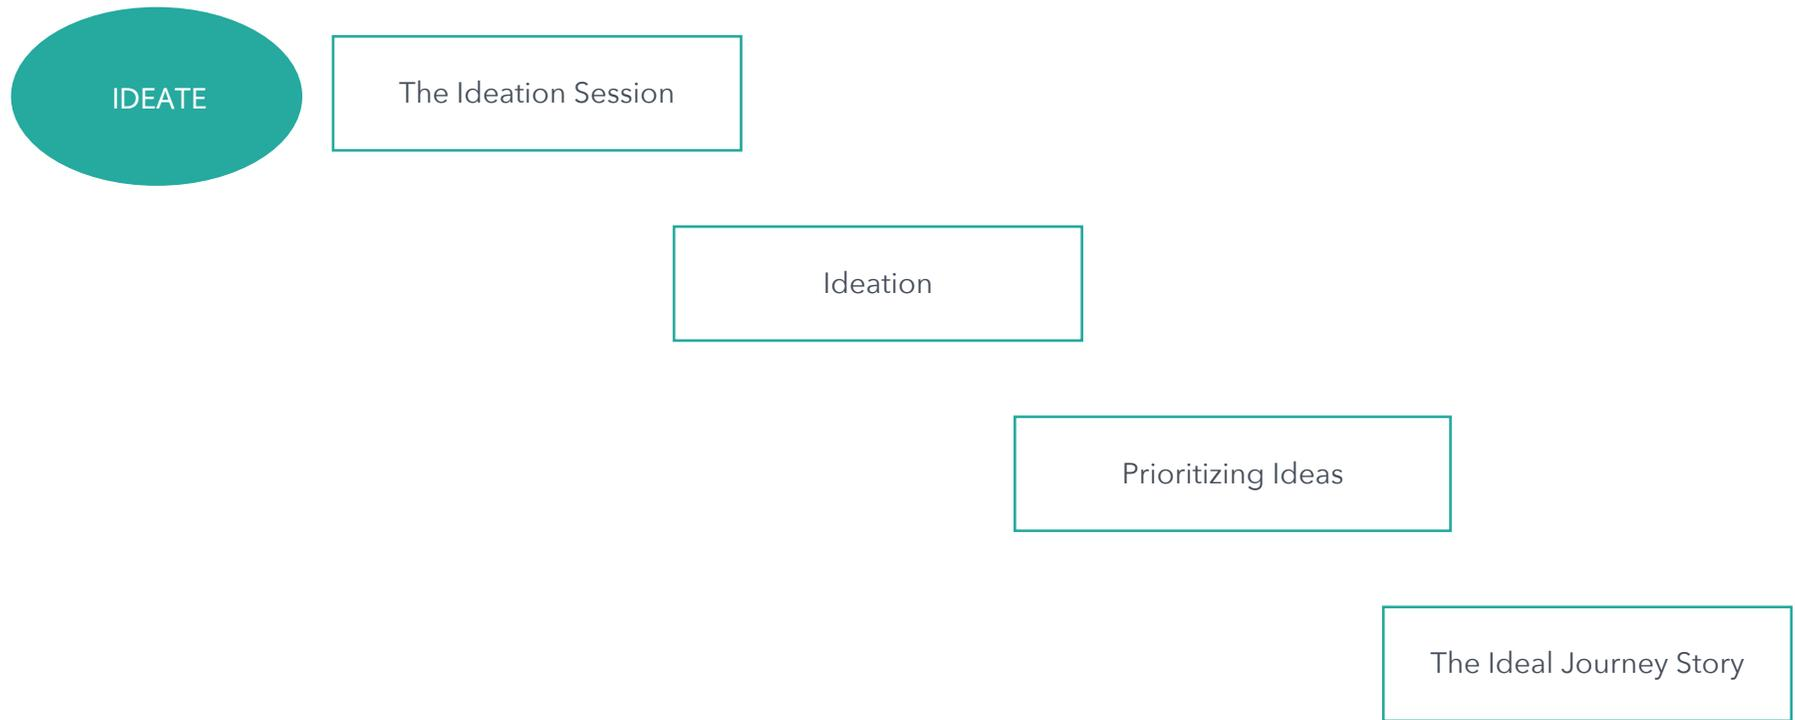 IDEATE
The Ideation Session
Ideation
Prioritizing Ideas
The Ideal Journey Story